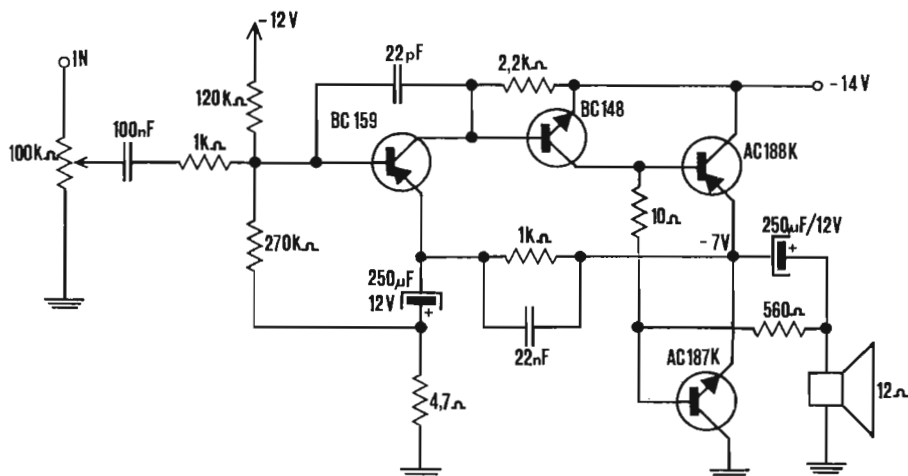 -12V
1N
22pF
2,2kΩ
-14V
120kΩ
BC159
BC148
100nF
100kΩ
1kΩ
AC188K
10Ω
250µF/12V
270kΩ
1kΩ
-7V
+
250µF
12V
+
560Ω
22nF
AC187K
4,7Ω
12Ω